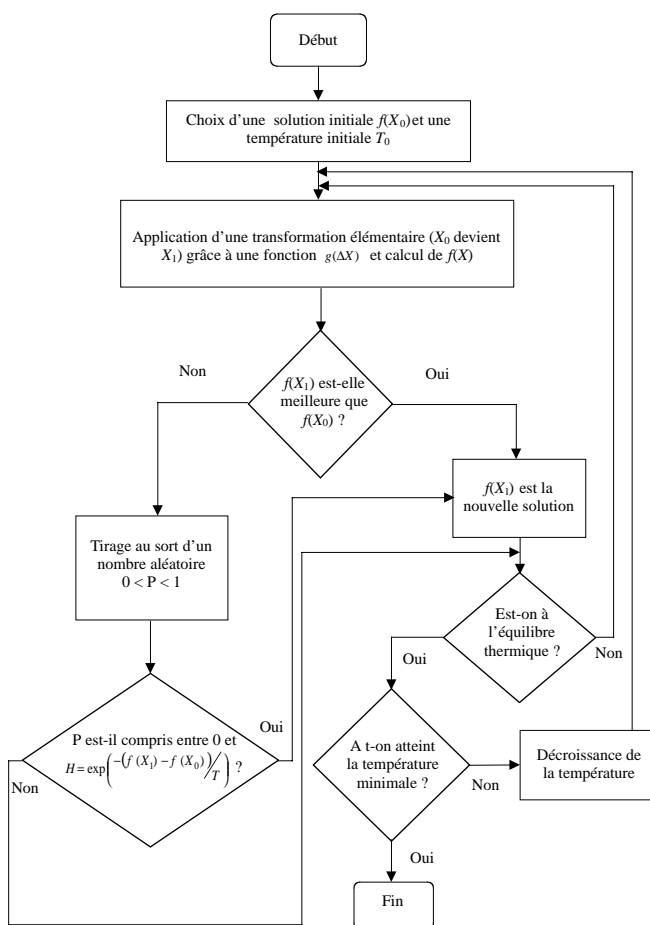 Début
Choix d'une solution initiale f(X₀) et une
température initiale T₀
Application d'une transformation élémentaire (X₀ devient
X₁) grâce à une fonction g(ΔX) et calcul de f(X)
Non
Oui
f(X₁) est-elle
meilleure que
f(X₀) ?
f(X₁) est la
nouvelle solution
Tirage au sort d'un
nombre aléatoire
0 < P < 1
Est-on à
l'équilibre
thermique ?
Non
Oui
Oui
P est-il compris entre 0 et
H = exp(-(f (X₁) - f (X₀))/T) ?
Non
A t-on atteint
la température
minimale ?
Non
Décroissance de
la température
Oui
Fin